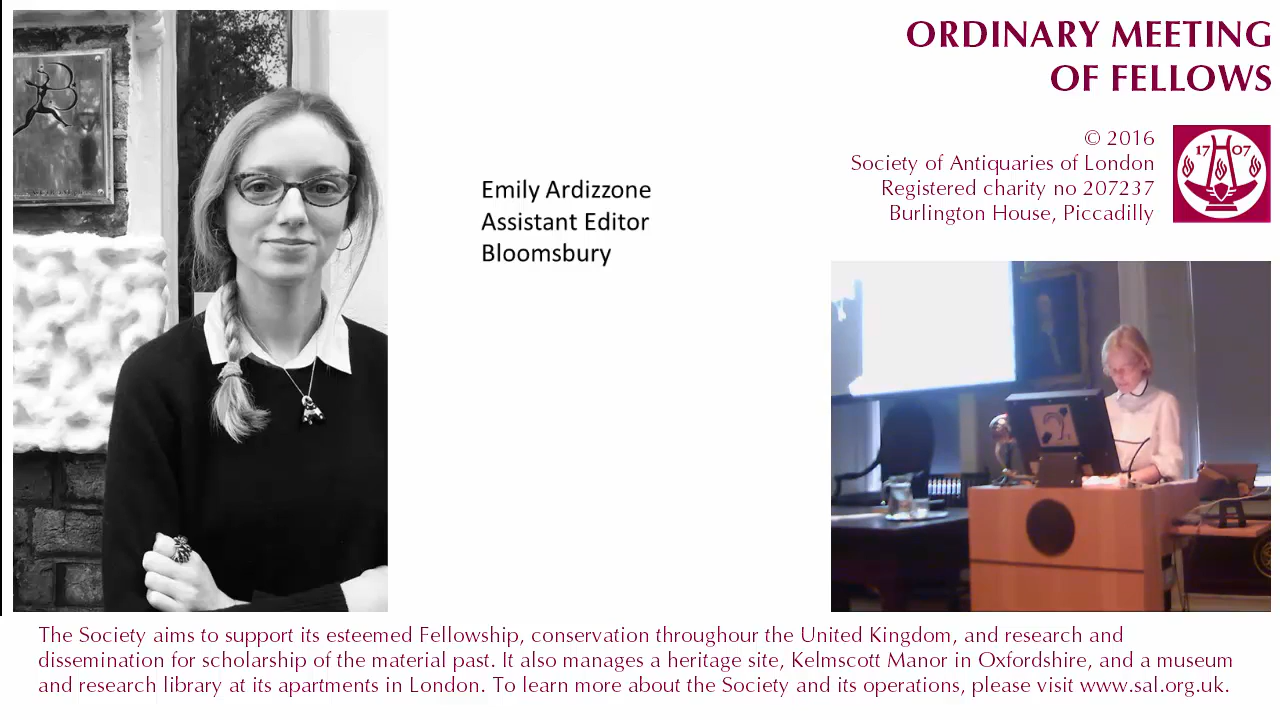 ORDINARY MEETING
OF FELLOWS
© 2016
Society of Antiquaries of London
Registered charity no 207237
Burlington House, Piccadilly
17 07
Emily Ardizzone
Assistant Editor
Bloomsbury
The Society aims to support its esteemed Fellowship, conservation throughour the United Kingdom, and research and
dissemination for scholarship of the material past. It also manages a heritage site, Kelmscott Manor in Oxfordshire, and a museum
and research library at its apartments in London. To learn more about the Society and its operations, please visit www.sal.org.uk.